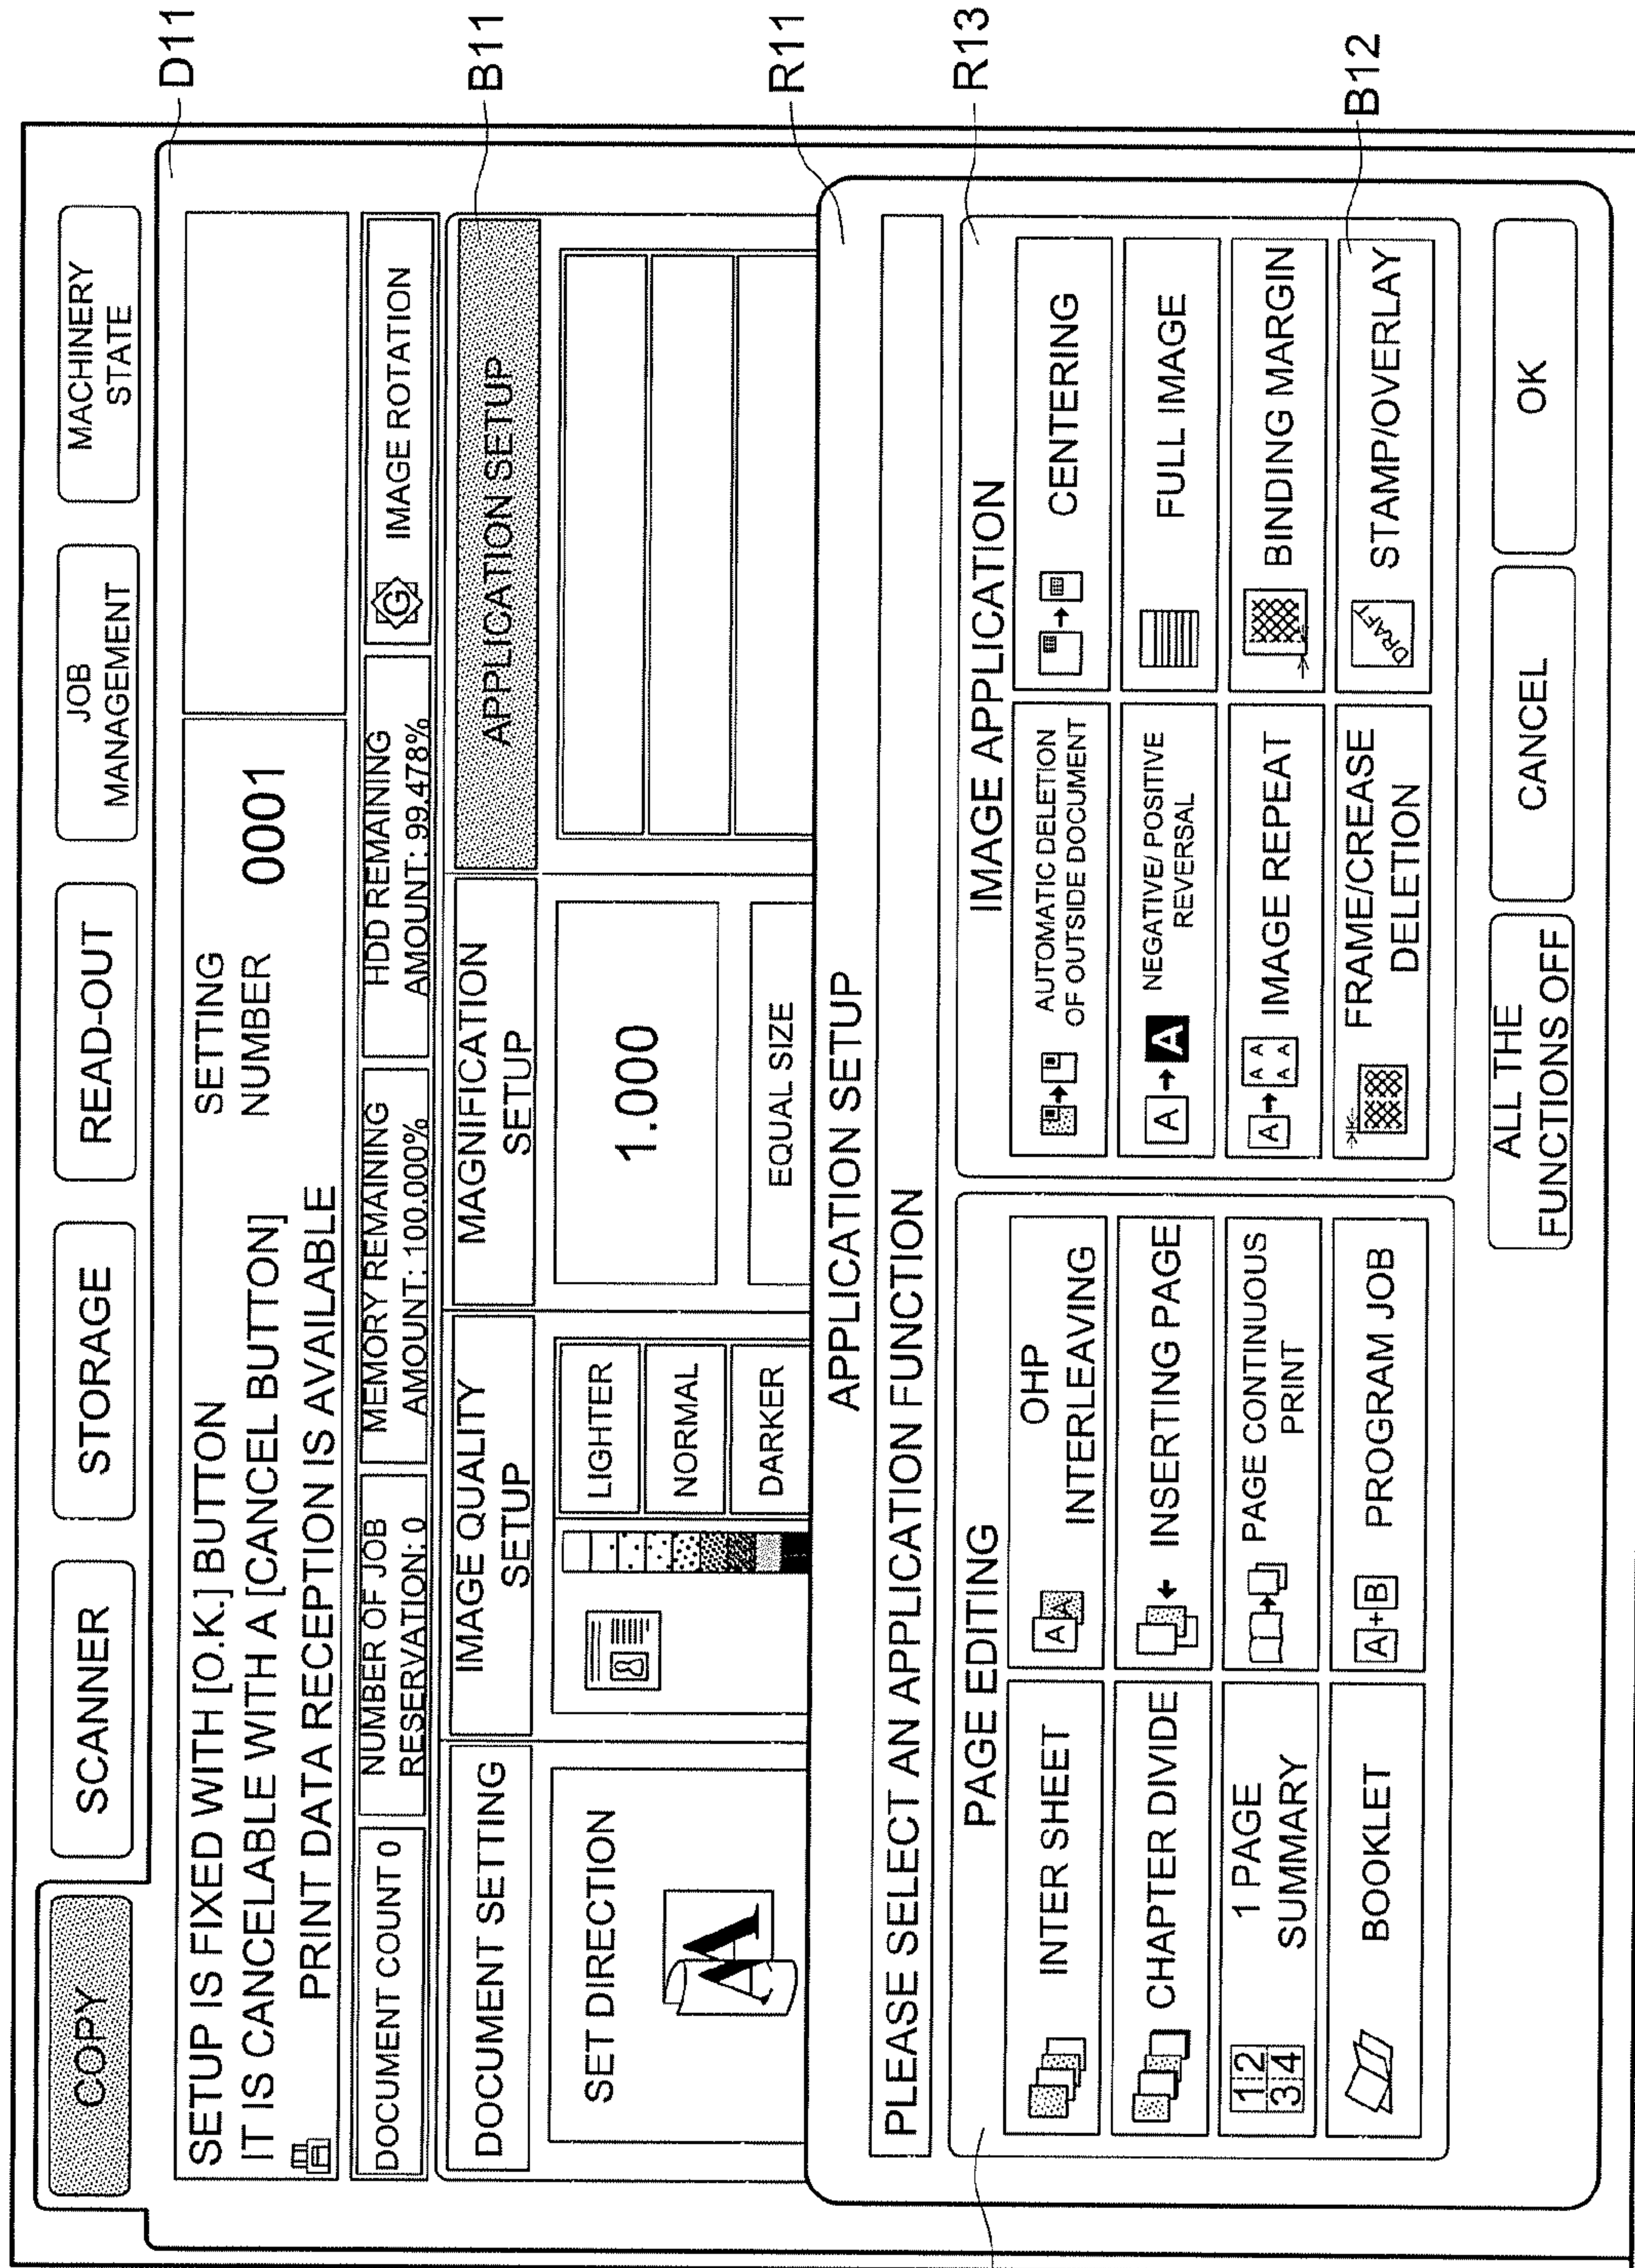 COPY
SCANNER
STORAGE
READ-OUT
JOB
MANAGEMENT
MACHINERY
STATE
D11
SETUP IS FIXED WITH [O.K.] BUTTON
IT IS CANCELABLE WITH A [CANCEL BUTTON]
PRINT DATA RECEPTION IS AVAILABLE
SETTING
NUMBER 0001
DOCUMENT COUNT 0
NUMBER OF JOB
RESERVATION: 0
MEMORY REMAINING
AMOUNT: 100.000%
HDD REMAINING
AMOUNT: 99.478%
G IMAGE ROTATION
DOCUMENT SETTING
IMAGE QUALITY
SETUP
MAGNIFICATION
SETUP
APPLICATION SETUP
B11
SET DIRECTION
A A
LIGHTER
NORMAL
DARKER
1.000
EQUAL SIZE
R11
APPLICATION SETUP
PLEASE SELECT AN APPLICATION FUNCTION
R13
PAGE EDITING
INTER SHEET
A A OHP
INTERLEAVING
CHAPTER DIVIDE
INSERTING PAGE
1 2
3 4
1 PAGE
SUMMARY
PAGE CONTINUOUS
PRINT
BOOKLET
A+B PROGRAM JOB
IMAGE APPLICATION
AUTOMATIC DELETION
OF OUTSIDE DOCUMENT
CENTERING
A → A NEGATIVE/ POSITIVE
REVERSAL
FULL IMAGE
A → A A
A A
IMAGE REPEAT
BINDING MARGIN
FRAME/CREASE
DELETION
DRAFT STAMP/OVERLAY
B12
ALL THE
FUNCTIONS OFF
CANCEL
OK